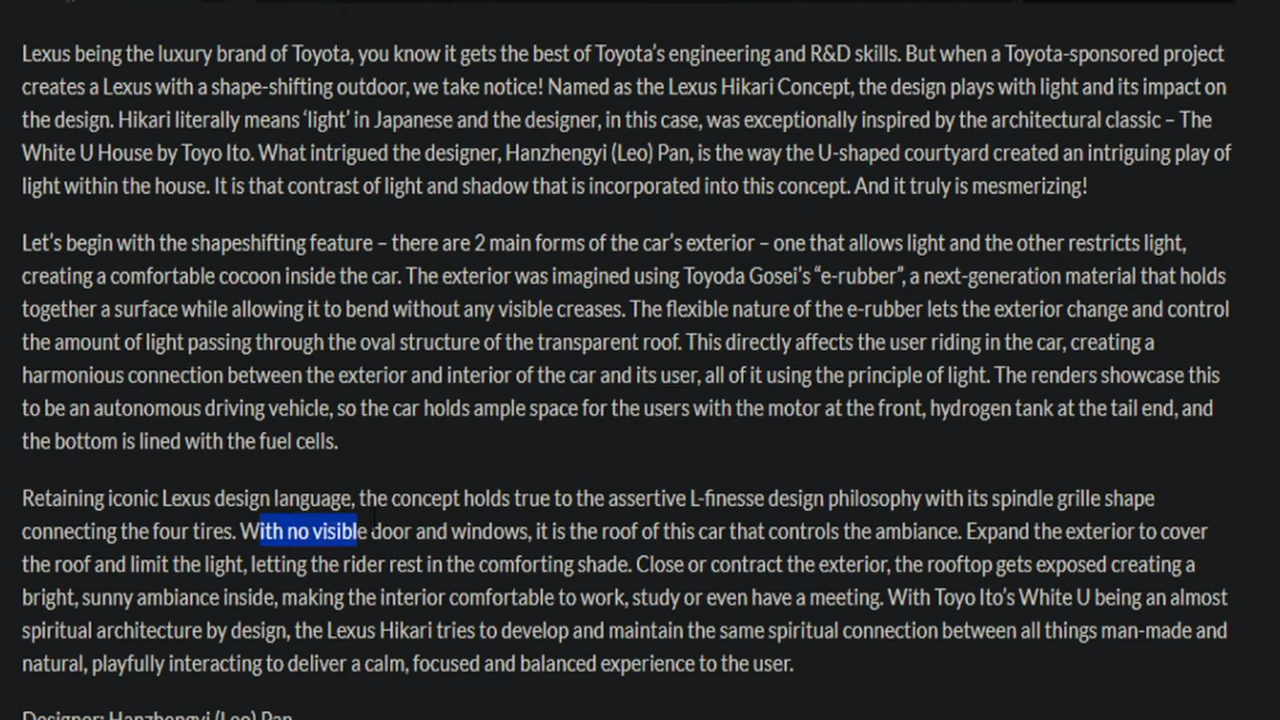 Lexus being the luxury brand of Toyota, you know it gets the best of Toyota's engineering and R&D skills. But when a Toyota-sponsored project
creates a Lexus with a shape-shifting outdoor, we take notice! Named as the Lexus Hikari Concept, the design plays with light and its impact on
the design. Hikari literally means ‘light’ in Japanese and the designer, in this case, was exceptionally inspired by the architectural classic – The
White U House by Toyo Ito. What intrigued the designer, Hanzhengyi (Leo) Pan, is the way the U-shaped courtyard created an intriguing play of
light within the house. It is that contrast of light and shadow that is incorporated into this concept. And it truly is mesmerizing!
Let's begin with the shapeshifting feature – there are 2 main forms of the car's exterior – one that allows light and the other restricts light,
creating a comfortable cocoon inside the car. The exterior was imagined using Toyoda Gosei's “e-rubber”, a next-generation material that holds
together a surface while allowing it to bend without any visible creases. The flexible nature of the e-rubber lets the exterior change and control
the amount of light passing through the oval structure of the transparent roof. This directly affects the user riding in the car, creating a
harmonious connection between the exterior and interior of the car and its user, all of it using the principle of light. The renders showcase this
to be an autonomous driving vehicle, so the car holds ample space for the users with the motor at the front, hydrogen tank at the tail end, and
the bottom is lined with the fuel cells.
Retaining iconic Lexus design language, the concept holds true to the assertive L-finesse design philosophy with its spindle grille shape
connecting the four tires. With no visible door and windows, it is the roof of this car that controls the ambiance. Expand the exterior to cover
the roof and limit the light, letting the rider rest in the comforting shade. Close or contract the exterior, the rooftop gets exposed creating a
bright, sunny ambiance inside, making the interior comfortable to work, study or even have a meeting. With Toyo Ito's White U being an almost
spiritual architecture by design, the Lexus Hikari tries to develop and maintain the same spiritual connection between all things man-made and
natural, playfully interacting to deliver a calm, focused and balanced experience to the user.
Designer: Hanzhengyi (Leo) Pan